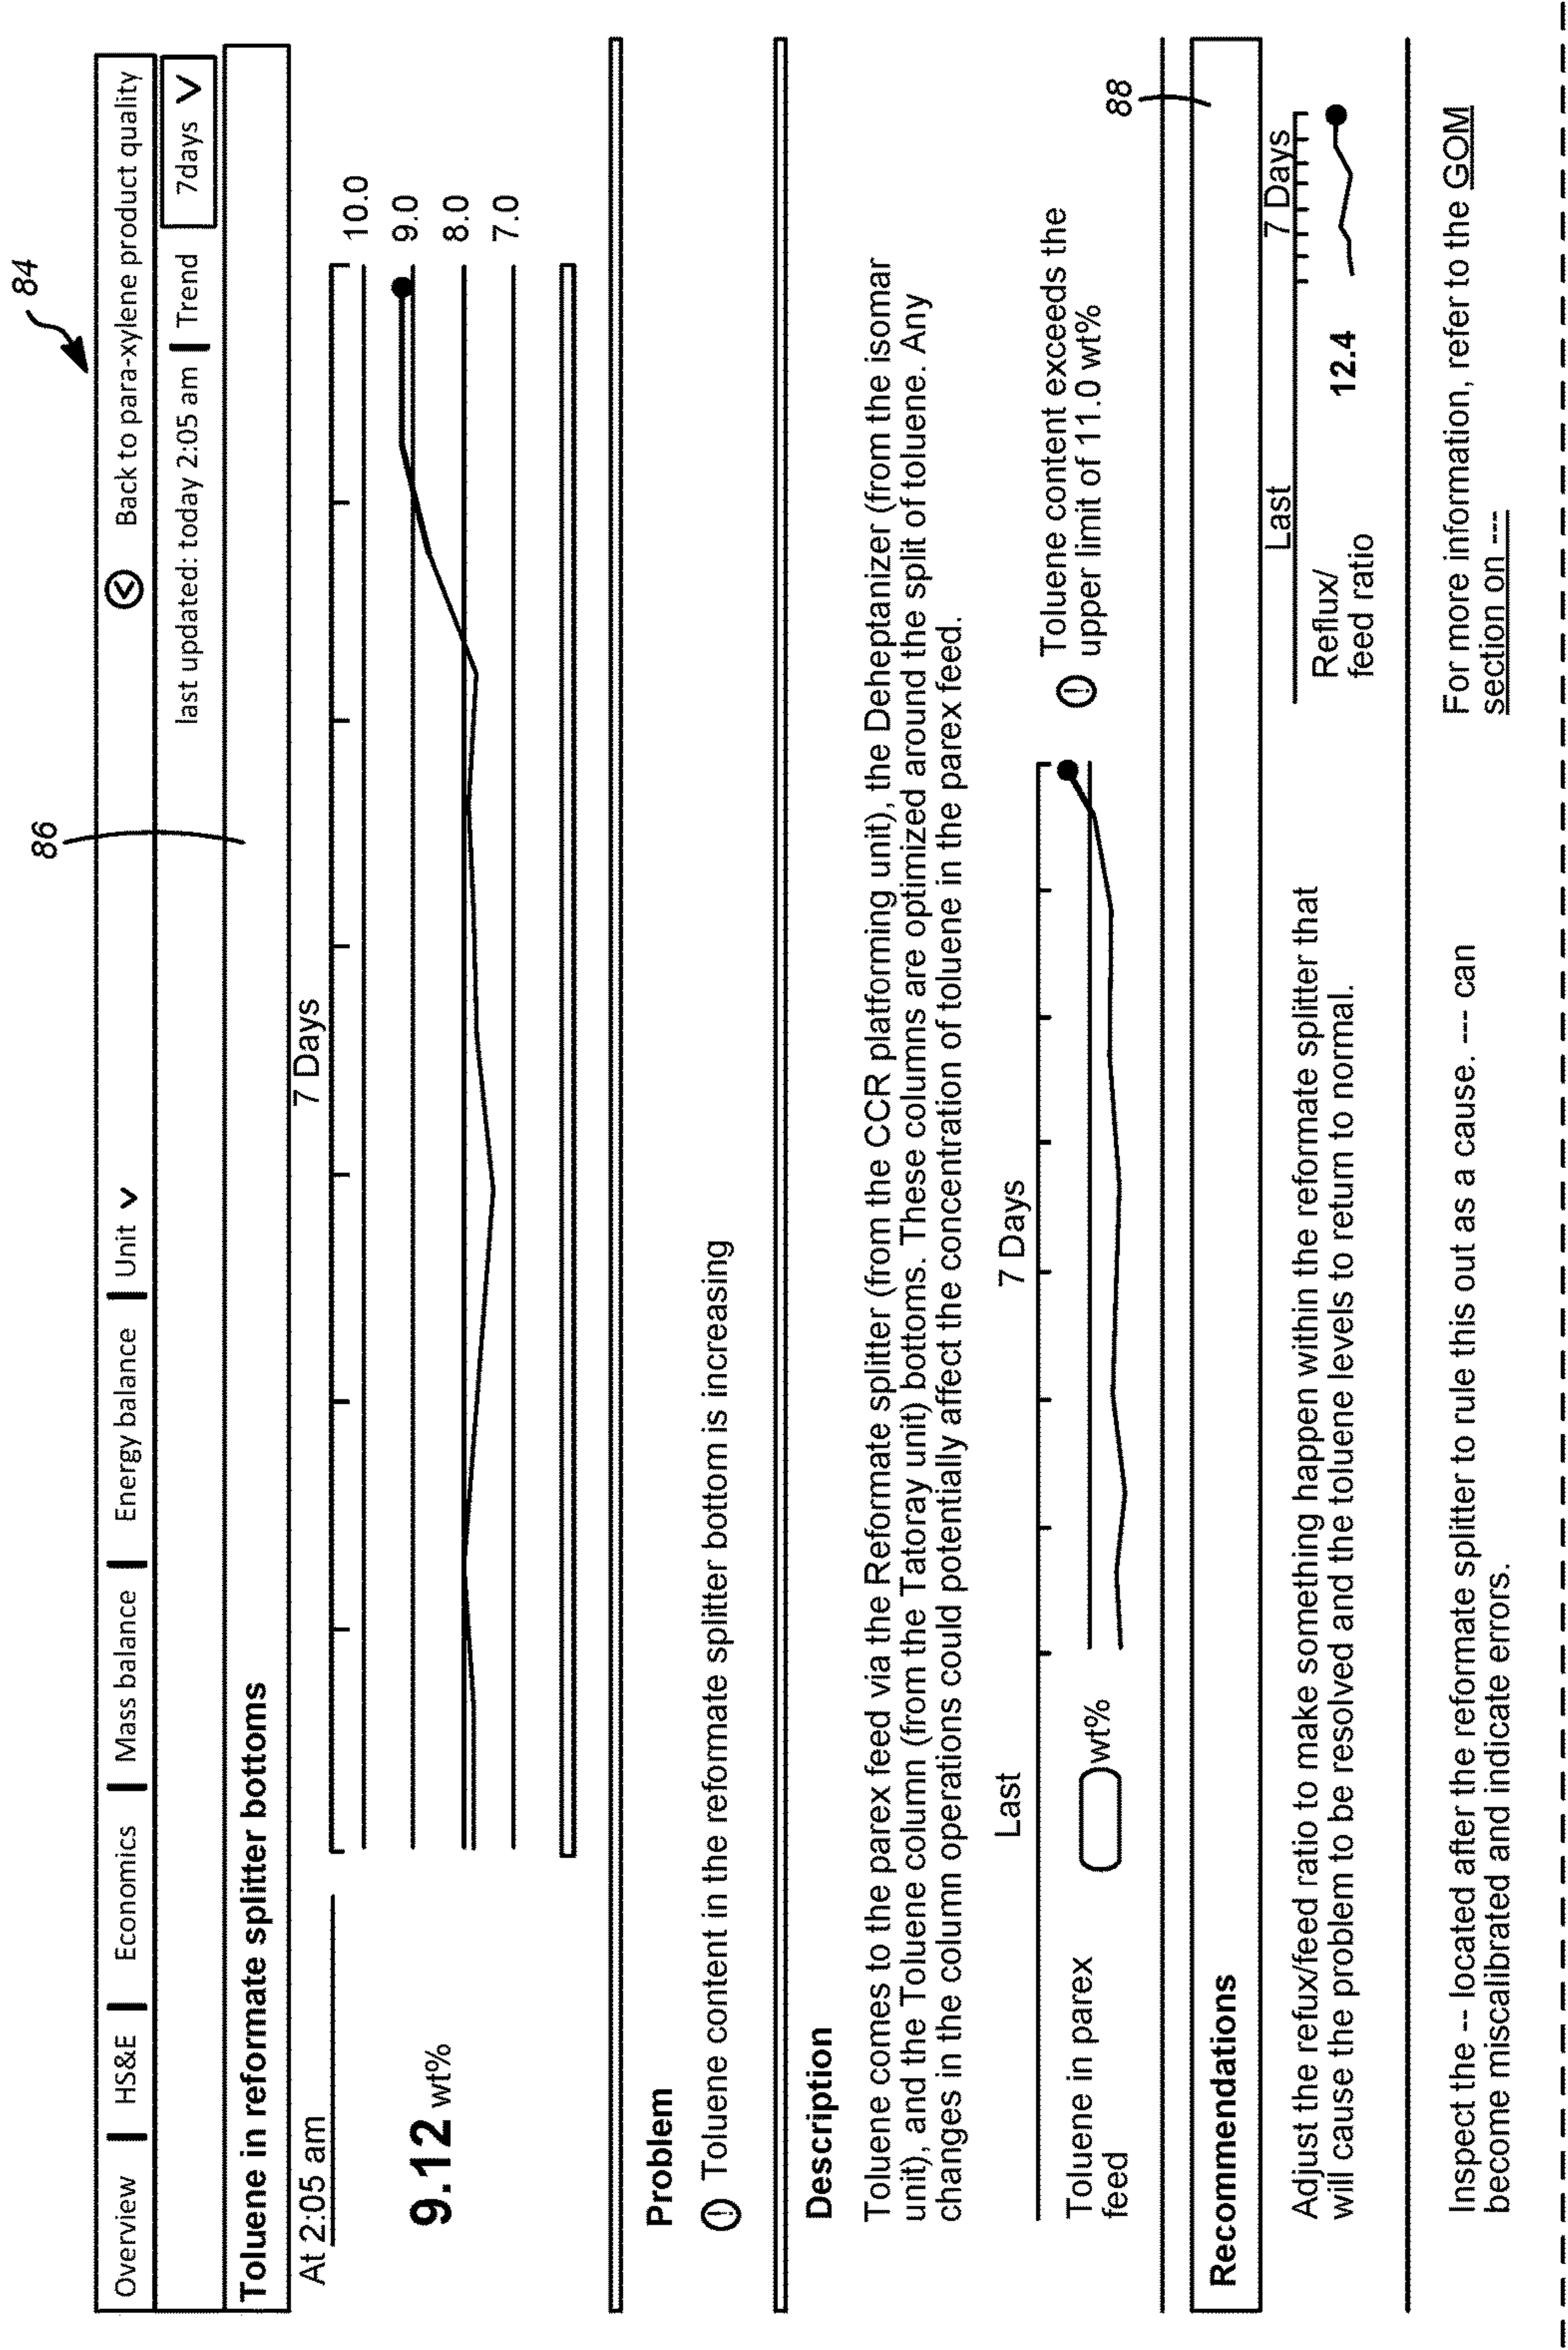 84
Overview | HS&E | Economics | Mass balance | Energy balance | Unit
Back to para-xylene product quality
last updated: today 2:05 am | Trend 7days
86
Toluene in reformate splitter bottoms
At 2:05 am
7 Days
9.12 wt%
10.0
9.0
8.0
7.0
Problem
Toluene content in the reformate splitter bottom is increasing
Description
Toluene comes to the parex feed via the Reformate splitter (from the CCR platforming unit), the Deheptanizer (from the isomar
unit), and the Toluene column (from the Tatoray unit) bottoms. These columns are optimized around the split of toluene. Any
changes in the column operations could potentially affect the concentration of toluene in the parex feed.
Last
7 Days
Toluene in parex
feed
wt%
! Toluene content exceeds the
upper limit of 11.0 wt%
88
Recommendations
Adjust the refux/feed ratio to make something happen within the reformate splitter that
will cause the problem to be resolved and the toluene levels to return to normal.
Last
7 Days
Reflux/
feed ratio
12.4
Inspect the -- located after the reformate splitter to rule this out as a cause. --- can
become miscalibrated and indicate errors.
For more information, refer to the GOM
section on ---